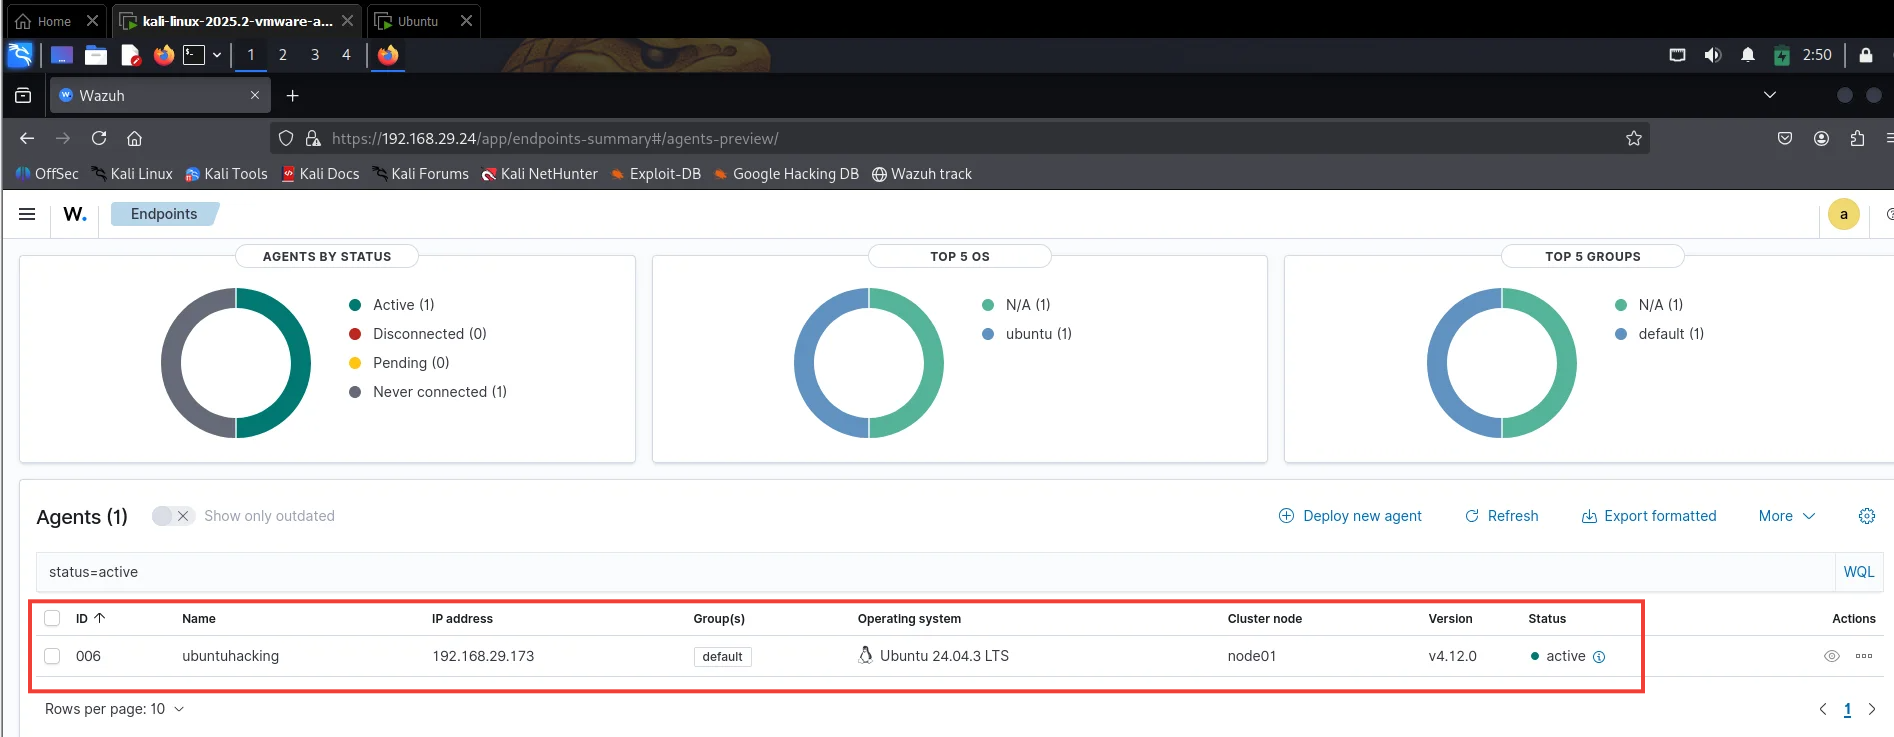 Home kali-linux-2025.2-vmware-a... Ubuntu
1 2 3 4 2:50
Wazuh
https://192.168.29.24/app/endpoints-summary#/agents-preview/
OffSec Kali Linux Kali Tools Kali Docs Kali Forums Kali NetHunter Exploit-DB Google Hacking DB Wazuh track
W. Endpoints a
AGENTS BY STATUS
Active (1)
Disconnected (0)
Pending (0)
Never connected (1)
TOP 5 OS
N/A (1)
ubuntu (1)
TOP 5 GROUPS
N/A (1)
default (1)
Agents (1) Show only outdated Deploy new agent Refresh Export formatted More
status=active WQL
ID Name IP address Group(s) Operating system Cluster node Version Status Actions
006 ubuntuhacking 192.168.29.173 default Ubuntu 24.04.3 LTS node01 v4.12.0 active
Rows per page: 10 1